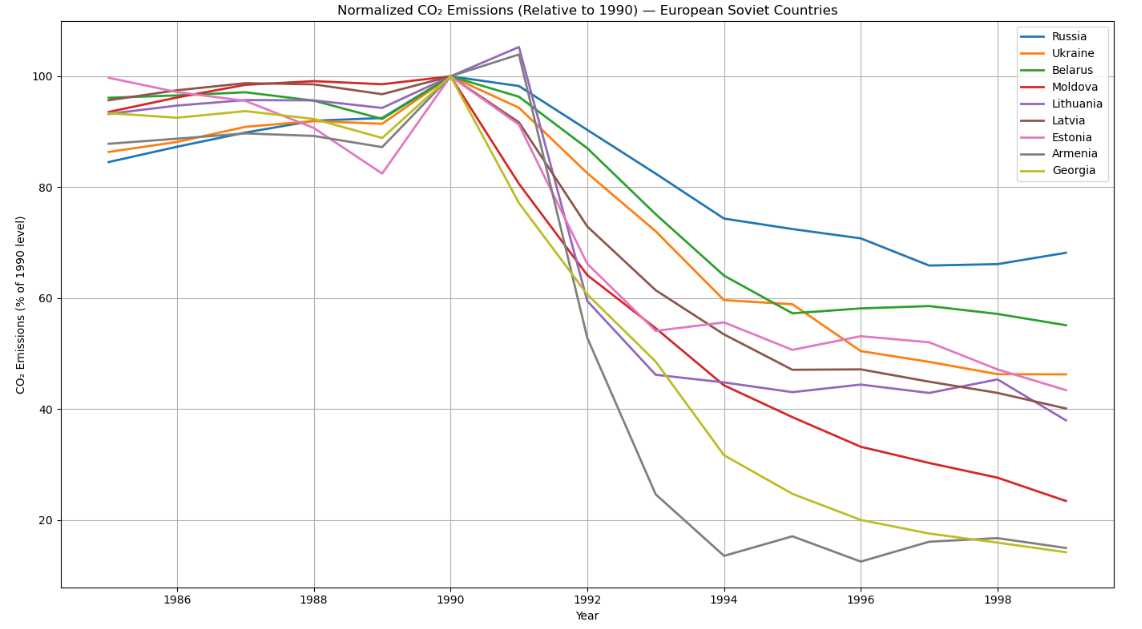 Normalized CO₂ Emissions (Relative to 1990) — European Soviet Countries
CO₂ Emissions (% of 1990 level)
100
80
60
40
20
1986
1988
1990
1992
1994
1996
1998
Year
Russia
Ukraine
Belarus
Moldova
Lithuania
Latvia
Estonia
Armenia
Georgia